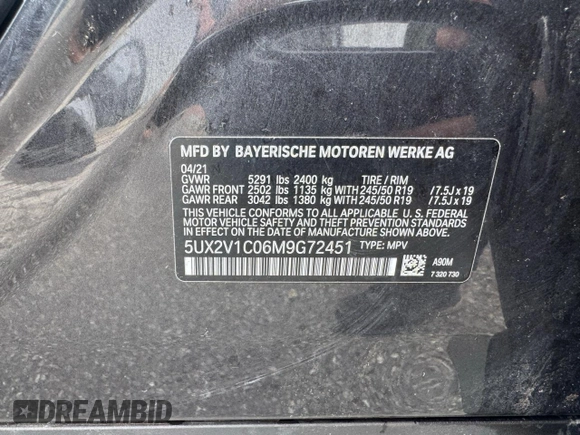 MFD BY BAYERISCHE MOTOREN WERKE AG
04/21
GVWR 5291 lbs 2400 kg TIRE / RIM
GAWR FRONT 2502 lbs 1135 kg WITH 245/50 R19 / 7.5J x 19
GAWR REAR 3042 lbs 1380 kg WITH 245/50 R19 / 7.5J x 19
THIS VEHICLE CONFORMS TO ALL APPLICABLE U. S. FEDERAL
MOTOR VEHICLE SAFETY AND THEFT PREVENTION STANDARDS
IN EFFECT ON THE DATE OF MANUFACTURE SHOWN ABOVE.
5UX2V1C06M9G72451 TYPE: MPV
A90M
7 320 730
DREAMBID